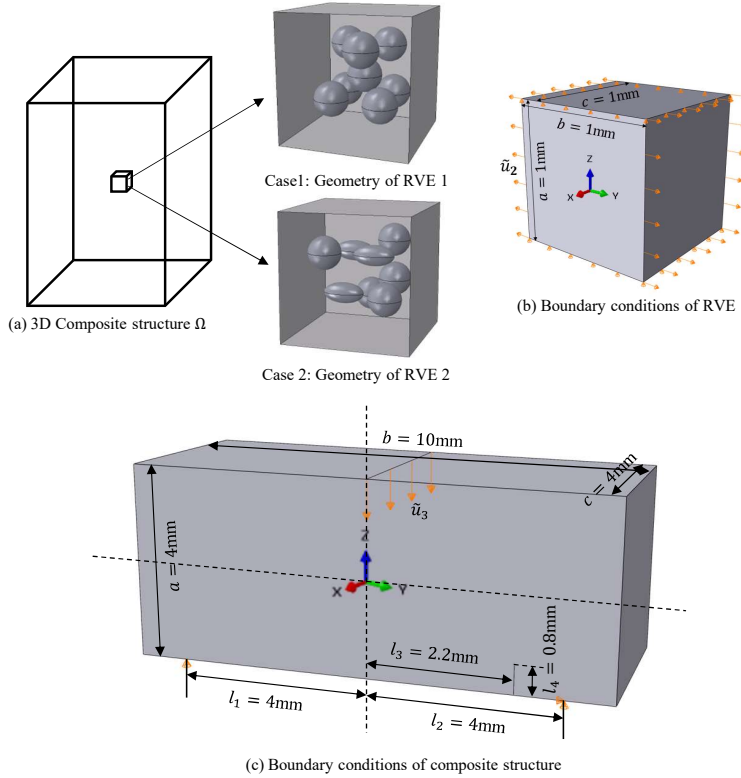 Case1: Geometry of RVE 1
(a) 3D Composite structure Ω
Case 2: Geometry of RVE 2
c = 1mm
b = 1mm
a = 1mm
ũ₂
Z
X
Y
(b) Boundary conditions of RVE
b = 10mm
c = 4mm
a = 4mm
ũ₃
Z
X
Y
l₃ = 2.2mm
l₄ = 0.8mm
l₁ = 4mm
l₂ = 4mm
(c) Boundary conditions of composite structure